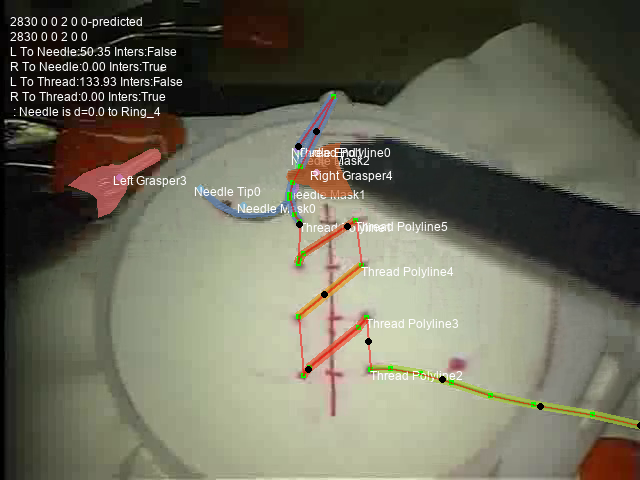 2830 0 0 2 0 0-predicted
2830 0 0 2 0 0
L To Needle:50.35 Inters:False
R To Needle:0.00 Inters:True
L To Thread:133.93 Inters:False
R To Thread:0.00 Inters:True
: Needle is d=0.0 to Ring_4
Thread Polyline0
Needle Mask2
Right Grasper4
Left Grasper3
Needle Tip0
Needle Mask1
Needle Mask0
Thread Polyline5
Thread Polyline4
Thread Polyline3
Thread Polyline2